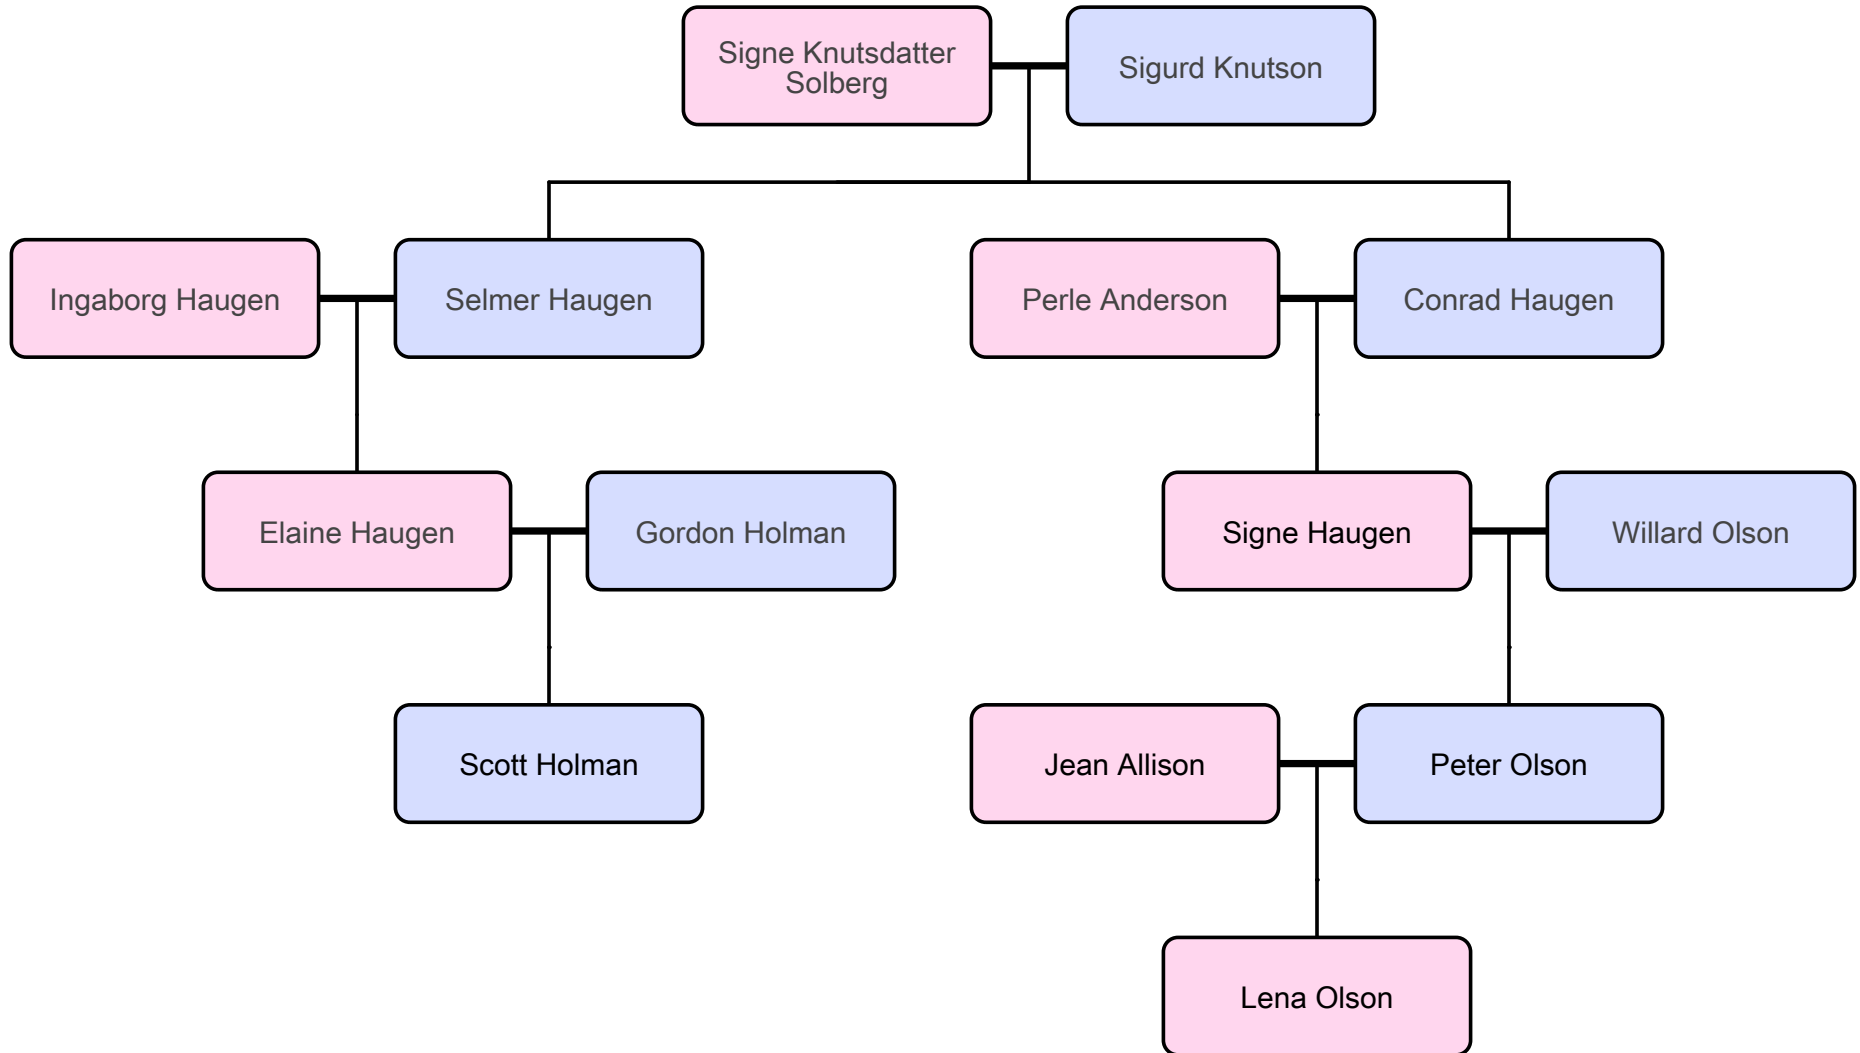 Signe Knutsdatter
Solberg
Sigurd Knutson
Ingaborg Haugen
Selmer Haugen
Perle Anderson
Conrad Haugen
Elaine Haugen
Gordon Holman
Signe Haugen
Willard Olson
Scott Holman
Jean Allison
Peter Olson
Lena Olson